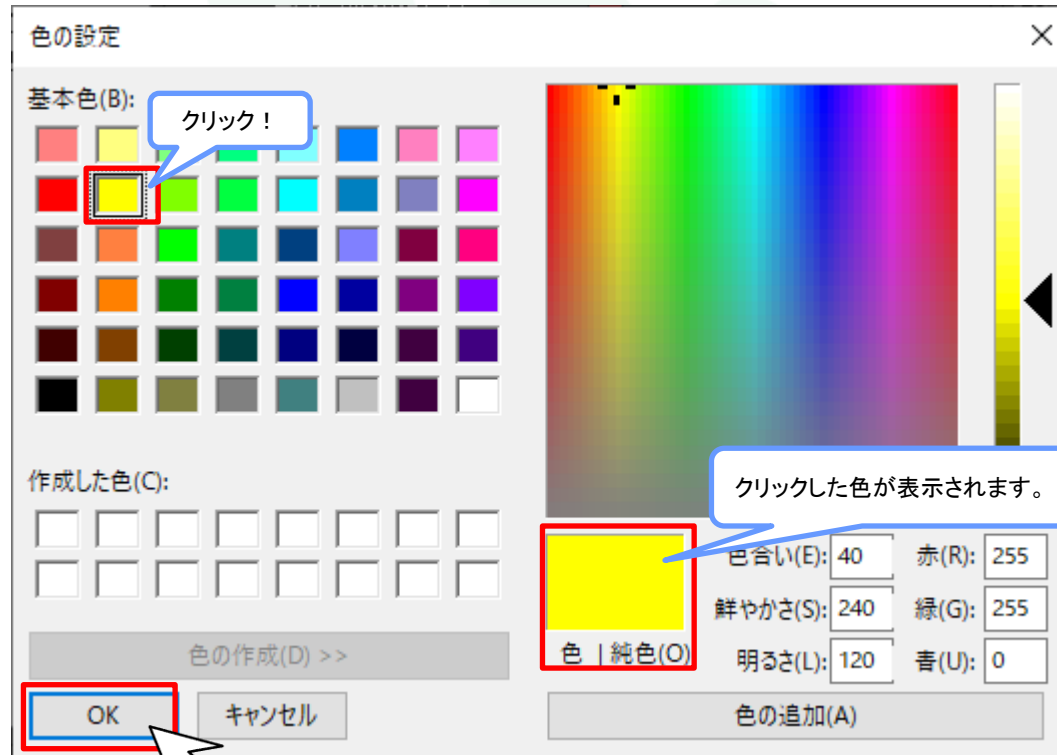 色の設定
基本色(B):
クリック！
作成した色(C):
クリックした色が表示されます。
色合い(E): 40 赤(R): 255
鮮やかさ(S): 240 緑(G): 255
色 | 純色(O) 明るさ(L): 120 青(U): 0
色の作成(D) >>
OK キャンセル 色の追加(A)